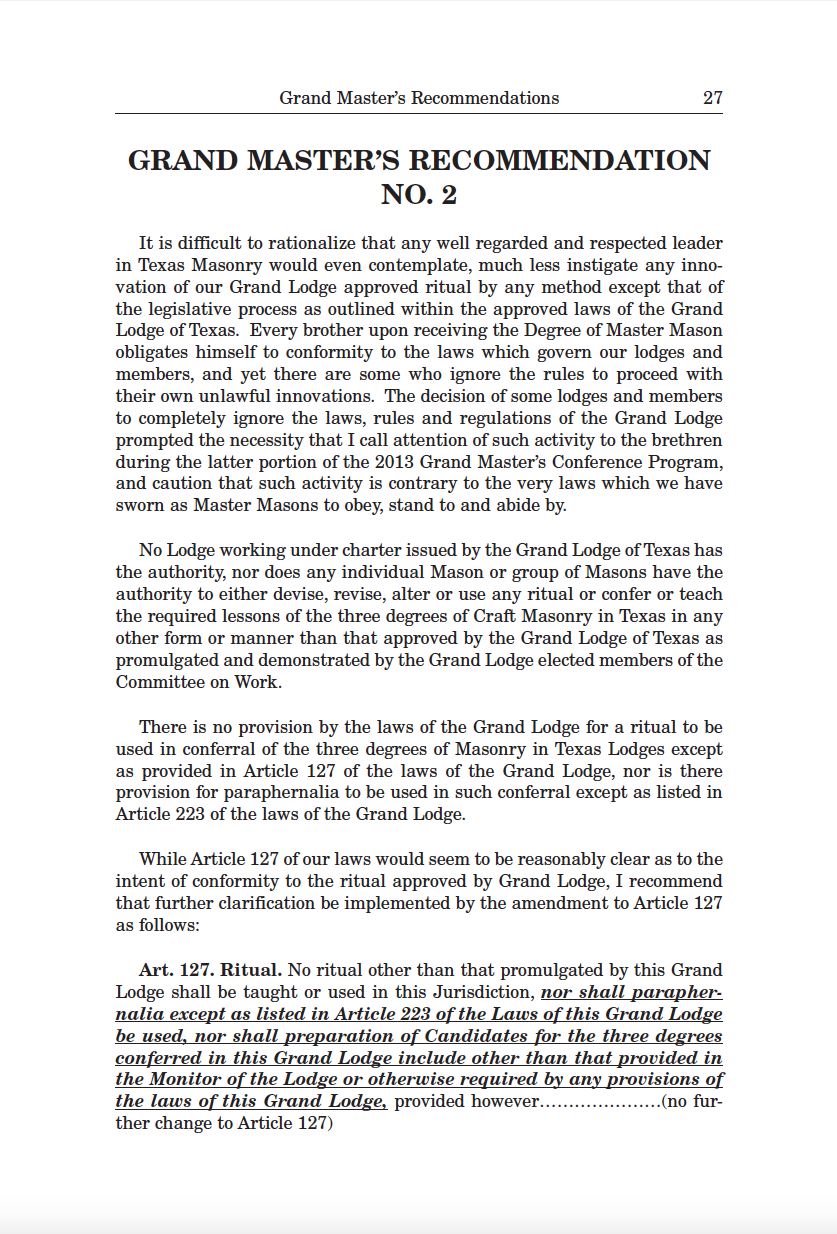 Grand Master's Recommendations 27
GRAND MASTER'S RECOMMENDATION
NO. 2
It is difficult to rationalize that any well regarded and respected leader
in Texas Masonry would even contemplate, much less instigate any inno-
vation of our Grand Lodge approved ritual by any method except that of
the legislative process as outlined within the approved laws of the Grand
Lodge of Texas. Every brother upon receiving the Degree of Master Mason
obligates himself to conformity to the laws which govern our lodges and
members, and yet there are some who ignore the rules to proceed with
their own unlawful innovations. The decision of some lodges and members
to completely ignore the laws, rules and regulations of the Grand Lodge
prompted the necessity that I call attention of such activity to the brethren
during the latter portion of the 2013 Grand Master's Conference Program,
and caution that such activity is contrary to the very laws which we have
sworn as Master Masons to obey, stand to and abide by.
No Lodge working under charter issued by the Grand Lodge of Texas has
the authority, nor does any individual Mason or group of Masons have the
authority to either devise, revise, alter or use any ritual or confer or teach
the required lessons of the three degrees of Craft Masonry in Texas in any
other form or manner than that approved by the Grand Lodge of Texas as
promulgated and demonstrated by the Grand Lodge elected members of the
Committee on Work.
There is no provision by the laws of the Grand Lodge for a ritual to be
used in conferral of the three degrees of Masonry in Texas Lodges except
as provided in Article 127 of the laws of the Grand Lodge, nor is there
provision for paraphernalia to be used in such conferral except as listed in
Article 223 of the laws of the Grand Lodge.
While Article 127 of our laws would seem to be reasonably clear as to the
intent of conformity to the ritual approved by Grand Lodge, I recommend
that further clarification be implemented by the amendment to Article 127
as follows:
Art. 127. Ritual. No ritual other than that promulgated by this Grand
Lodge shall be taught or used in this Jurisdiction, nor shall parapher-
nalia except as listed in Article 223 of the Laws of this Grand Lodge
be used, nor shall preparation of Candidates for the three degrees
conferred in this Grand Lodge include other than that provided in
the Monitor of the Lodge or otherwise required by any provisions of
the laws of this Grand Lodge, provided however.....................(no fur-
ther change to Article 127)